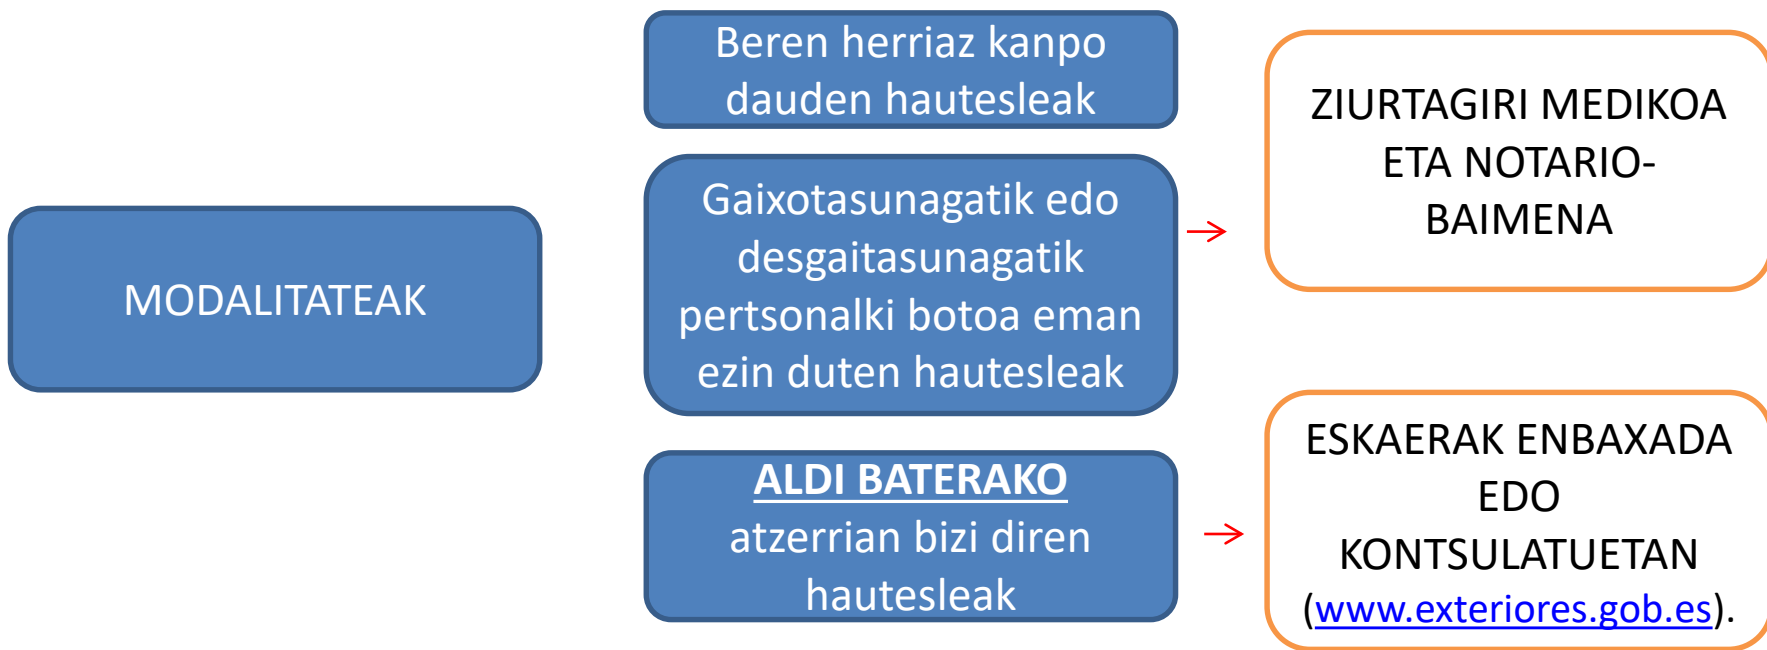 MODALITATEAK
Beren herriaz kanpo
dauden hautesleak
Gaixotasunagatik edo
desgaitasunagatik
pertsonalki botoa eman
ezin duten hautesleak
ALDI BATERAKO
atzerrian bizi diren
hautesleak
ZIURTAGIRI MEDIKOA
ETA NOTARIO-
BAIMENA
ESKAERAK ENBAXADA
EDO
KONTSULATUETAN
(www.exteriores.gob.es).